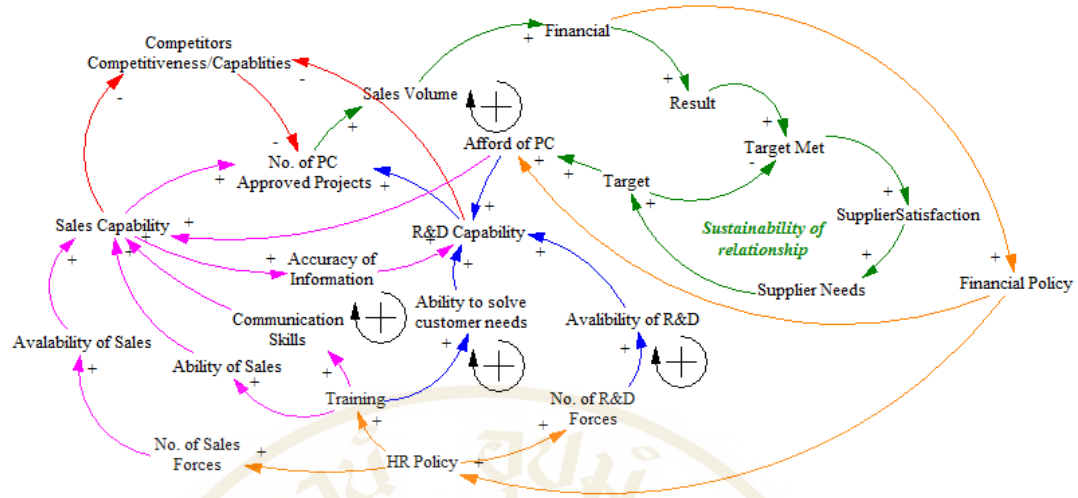 Competitors
Competitiveness/Capablities
Financial
Sales Volume
Result
Afford of PC
Target Met
No. of PC
Approved Projects
Target
Sales Capability
R&D Capability
SupplierSatisfaction
Sustainability of
relationship
Accuracy of
Information
Supplier Needs
Financial Policy
Communication
Skills
Ability to solve
customer needs
Avalibility of R&D
Avalability of Sales
Ability of Sales
Training
No. of R&D
Forces
No. of Sales
Forces
HR Policy